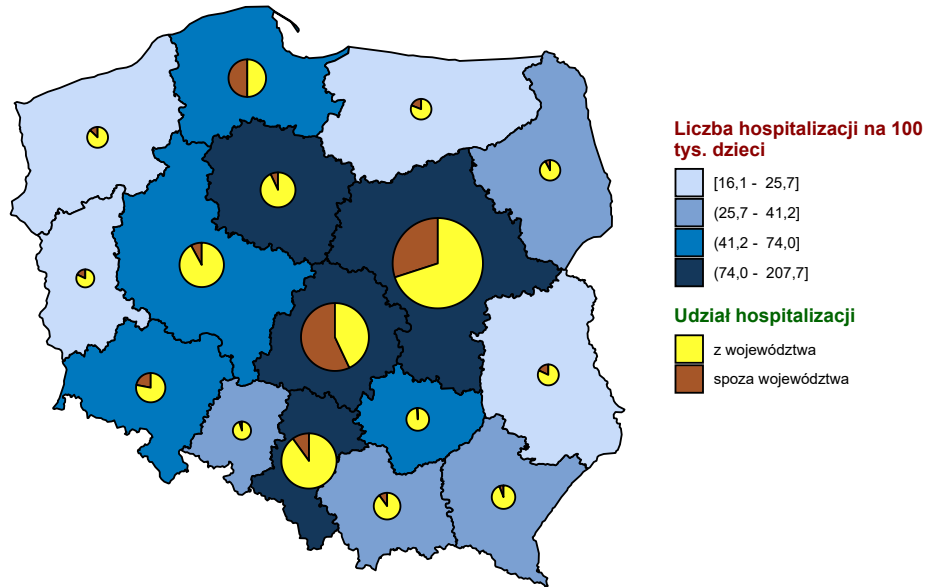 Liczba hospitalizacji na 100
tys. dzieci
[16,1 - 25,7]
(25,7 - 41,2]
(41,2 - 74,0]
(74,0 - 207,7]
Udział hospitalizacji
z województwa
spoza województwa